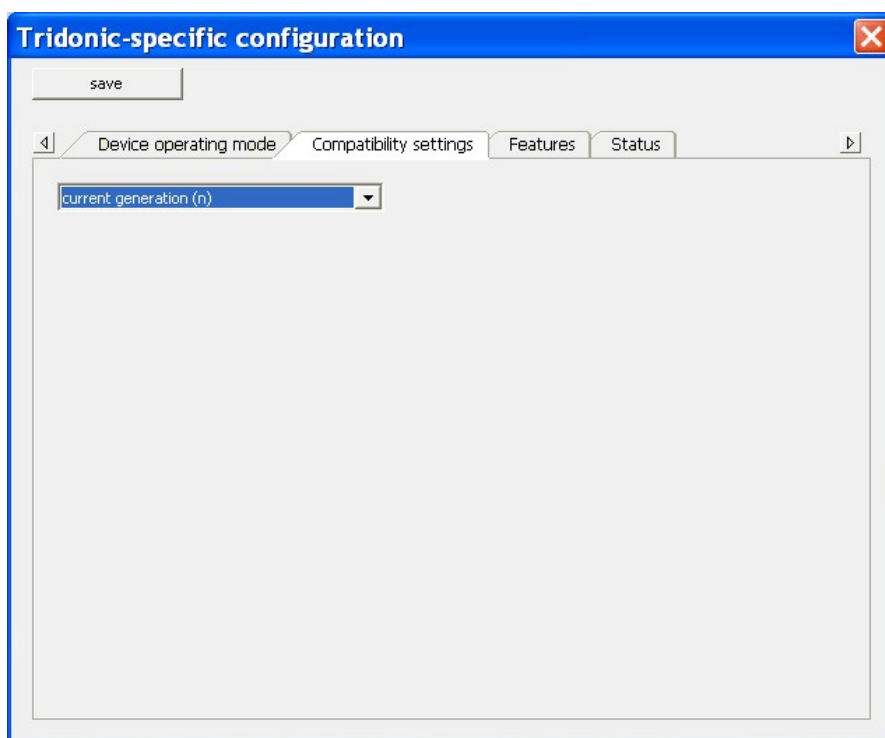 Tridonic-specific configuration
save
Device operating mode
Compatibility settings
Features
Status
current generation (n)